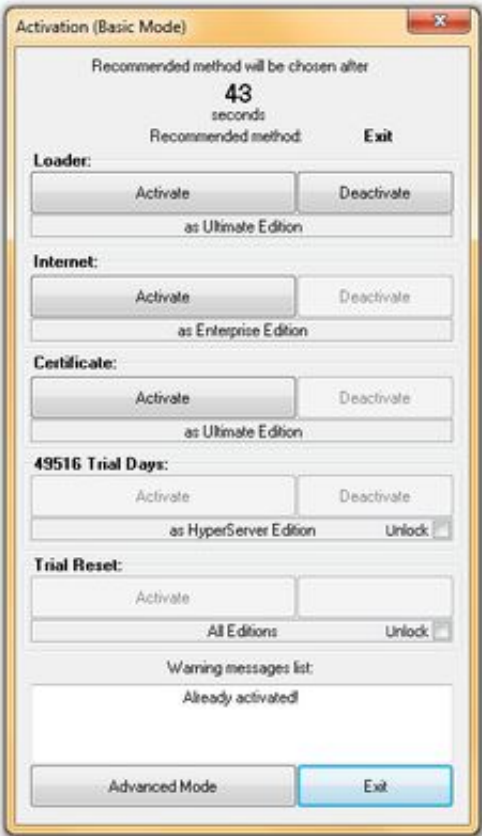 Activation (Basic Mode)
Recommended method will be chosen after
43
seconds
Recommended method: Exit
Loader:
Activate Deactivate
as Ultimate Edition
Internet:
Activate Deactivate
as Enterprise Edition
Certificate:
Activate Deactivate
as Ultimate Edition
49516 Trial Days:
Activate Deactivate
as HyperServer Edition Unlock
Trial Reset:
Activate
All Editions Unlock
Warning messages list:
Already activated!
Advanced Mode Exit